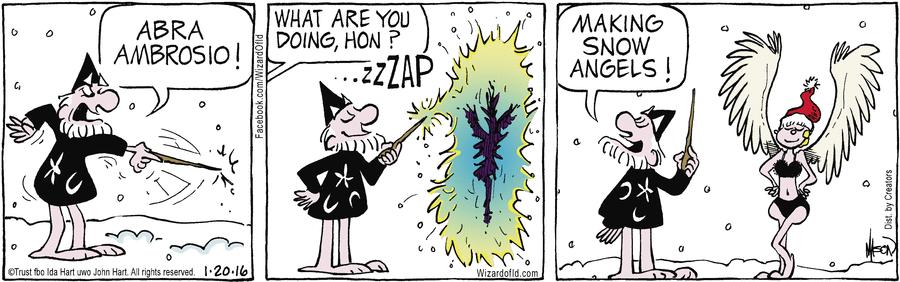 ABRA
AMBROSIO!
©Trust fbo Ida Hart uwo John Hart. All rights reserved.
1·20·16
Facebook.com/WizardOfId
WHAT ARE YOU
DOING, HON?
...zzZAP
WizardofId.com
MAKING
SNOW
ANGELS!
Dist. by Creators
MASON